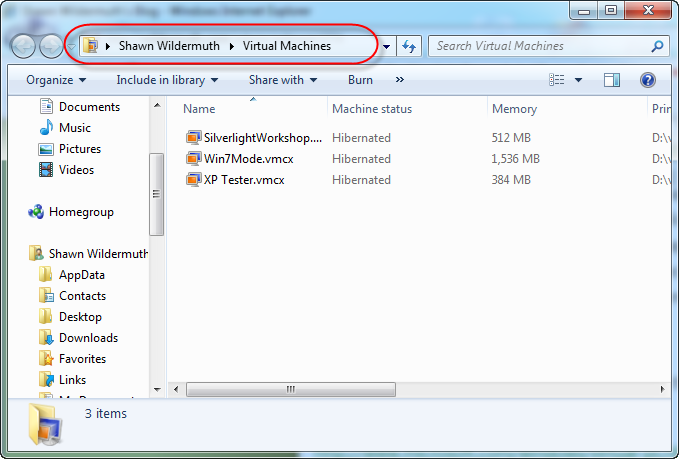 Shawn Wildermuth's Blog - Windows Internet Explorer
Shawn Wildermuth Virtual Machines
Search Virtual Machines
Organize Include in library Share with Burn »
Documents
Music
Pictures
Videos
Homegroup
Shawn Wildermuth
AppData
Contacts
Desktop
Downloads
Favorites
Links
Name Machine status Memory Prin
SilverlightWorkshop.... Hibernated 512 MB D:\v
Win7Mode.vmcx Hibernated 1,536 MB D:\v
XP Tester.vmcx Hibernated 384 MB D:\v
3 items